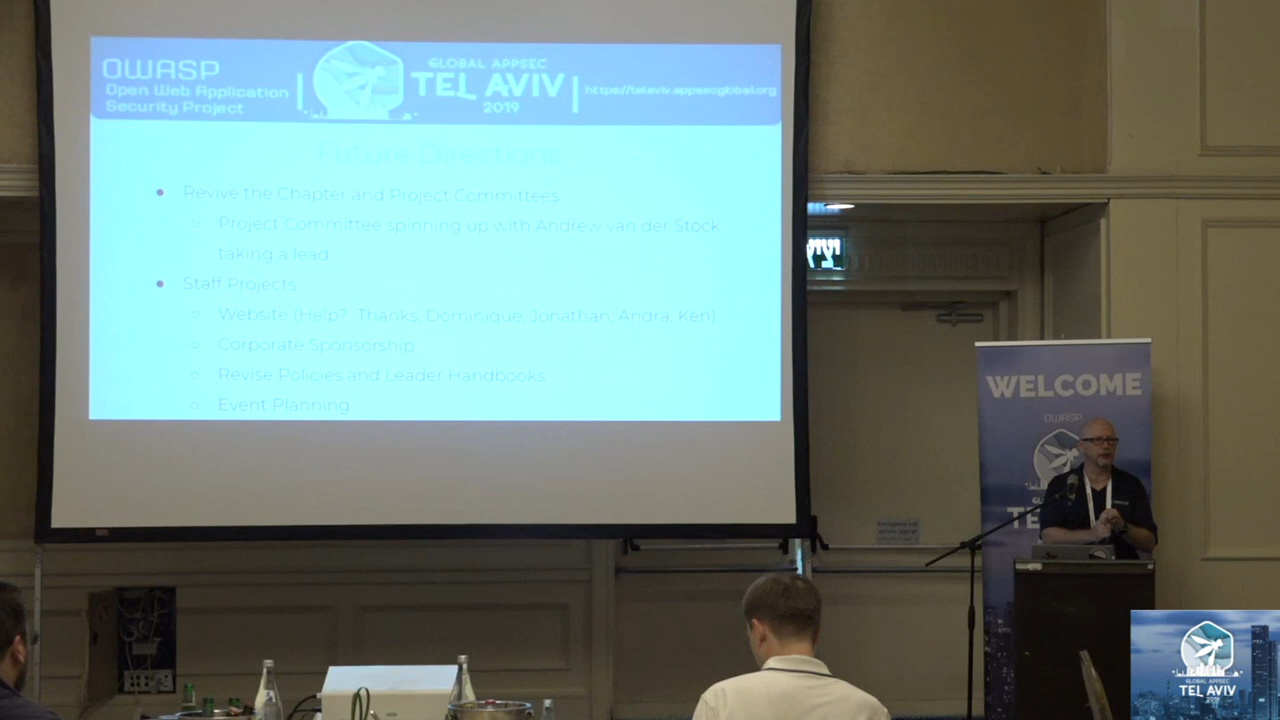 OWASP
Open Web Application
Security Project
GLOBAL APPSEC
TEL AVIV
2019
https://telaviv.appsecglobal.org
Future Directions
Revive the Chapter and Project Committees
Project Committee spinning up with Andrew van der Stock
taking a lead
Staff Projects
Website (Help? Thanks, Dominique, Jonathan, Andra, Ken)
Corporate Sponsorship
Revise Policies and Leader Handbooks
Event Planning
WELCOME
OWASP
GLOBAL APPSEC
TEL AVIV
2019